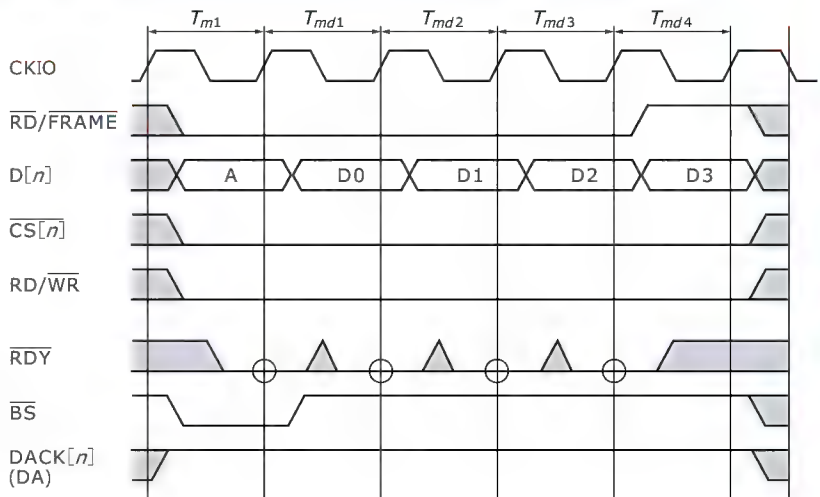 Tm1 Tmd1 Tmd2 Tmd3 Tmd4
CKIO
RD/FRAME
D[n] A D0 D1 D2 D3
CS[n]
RD/WR
RDY
BS
DACK[n]
(DA)